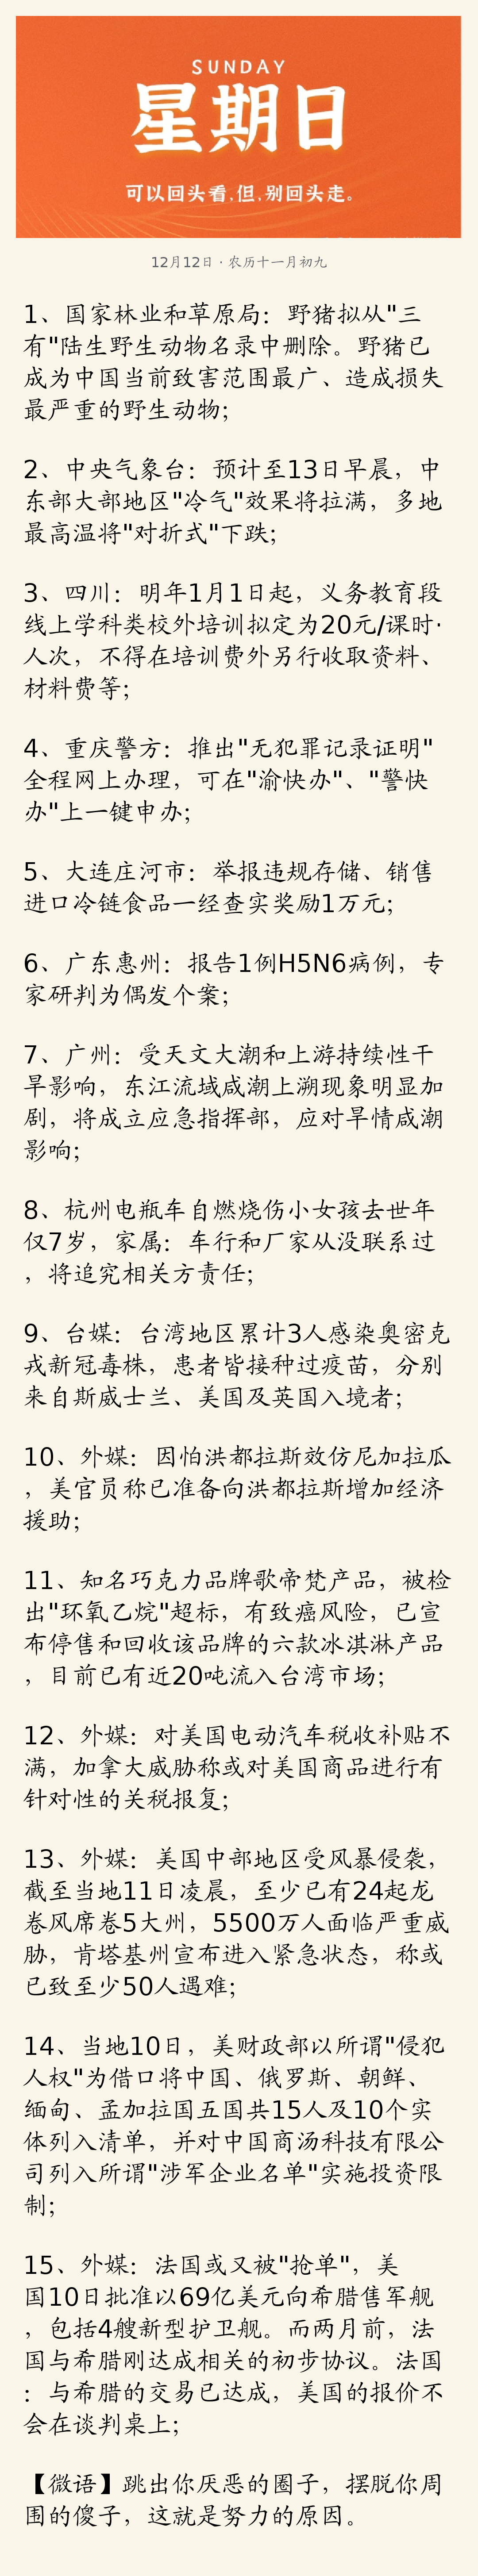 SUNDAY
星期日
可以回头看,但,别回头走。
12月12日·农历十一月初九
1、国家林业和草原局：野猪拟从"三
有"陆生野生动物名录中删除。野猪已
成为中国当前致害范围最广、造成损失
最严重的野生动物；
2、中央气象台：预计至13日早晨，中
东部大部地区"冷气"效果将拉满，多地
最高温将"对折式"下跌；
3、四川：明年1月1日起，义务教育段
线上学科类校外培训拟定为20元/课时·
人次，不得在培训费外另行收取资料、
材料费等；
4、重庆警方：推出"无犯罪记录证明"
全程网上办理，可在"渝快办"、"警快
办"上一键申办；
5、大连庄河市：举报违规存储、销售
进口冷链食品一经查实奖励1万元；
6、广东惠州：报告1例H5N6病例，专
家研判为偶发个案；
7、广州：受天文大潮和上游持续性干
旱影响，东江流域咸潮上溯现象明显加
剧，将成立应急指挥部，应对旱情咸潮
影响；
8、杭州电瓶车自燃烧伤小女孩去世年
仅7岁，家属：车行和厂家从没联系过
，将追究相关方责任；
9、台媒：台湾地区累计3人感染奥密克
戎新冠毒株，患者皆接种过疫苗，分别
来自斯威士兰、美国及英国入境者；
10、外媒：因怕洪都拉斯效仿尼加拉瓜
，美官员称已准备向洪都拉斯增加经济
援助；
11、知名巧克力品牌歌帝梵产品，被检
出"环氧乙烷"超标，有致癌风险，已宣
布停售和回收该品牌的六款冰淇淋产品
，目前已有近20吨流入台湾市场；
12、外媒：对美国电动汽车税收补贴不
满，加拿大威胁称或对美国商品进行有
针对性的关税报复；
13、外媒：美国中部地区受风暴侵袭，
截至当地11日凌晨，至少已有24起龙
卷风席卷5大州，5500万人面临严重威
胁，肯塔基州宣布进入紧急状态，称或
已致至少50人遇难；
14、当地10日，美财政部以所谓"侵犯
人权"为借口将中国、俄罗斯、朝鲜、
缅甸、孟加拉国五国共15人及10个实
体列入清单，并对中国商汤科技有限公
司列入所谓"涉军企业名单"实施投资限
制；
15、外媒：法国或又被"抢单"，美
国10日批准以69亿美元向希腊售军舰
，包括4艘新型护卫舰。而两月前，法
国与希腊刚达成相关的初步协议。法国
：与希腊的交易已达成，美国的报价不
会在谈判桌上；
【微语】跳出你厌恶的圈子，摆脱你周
围的傻子，这就是努力的原因。